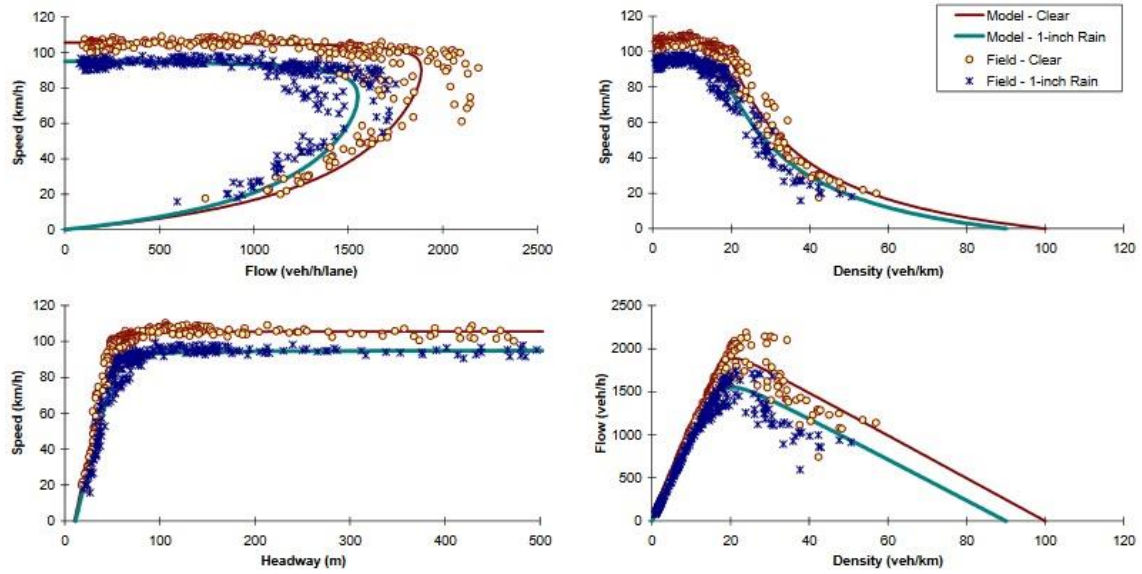 120
100
80
60
40
20
0
Speed (km/h)
0 500 1000 1500 2000 2500
Flow (veh/h/lane)
120
100
80
60
40
20
0
Speed (km/h)
0 20 40 60 80 100 120
Density (veh/km)
Model - Clear
Model - 1-inch Rain
Field - Clear
Field - 1-inch Rain
120
100
80
60
40
20
0
Speed (km/h)
0 100 200 300 400 500
Headway (m)
2500
2000
1500
1000
500
0
Flow (veh/h)
0 20 40 60 80 100 120
Density (veh/km)